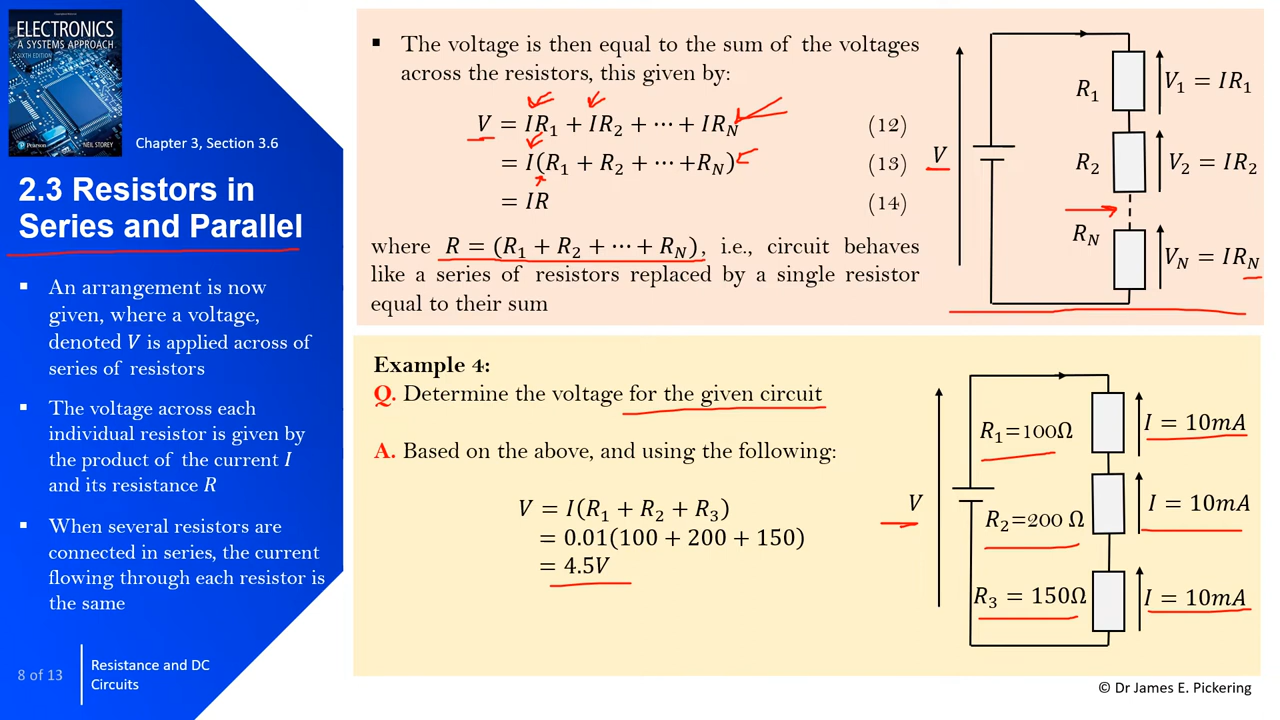 ELECTRONICS
A SYSTEMS APPROACH
SIXTH EDITION
Pearson
NEIL STOREY
Chapter 3, Section 3.6
2.3 Resistors in
Series and Parallel
▪ An arrangement is now
given, where a voltage,
denoted V is applied across of
series of resistors
▪ The voltage across each
individual resistor is given by
the product of the current I
and its resistance R
▪ When several resistors are
connected in series, the current
flowing through each resistor is
the same
8 of 13
Resistance and DC
Circuits
▪ The voltage is then equal to the sum of the voltages
across the resistors, this given by:
V = IR₁ + IR₂ + ⋯ + IR_N (12)
= I(R₁ + R₂ + ⋯ +R_N) (13)
= IR (14)
where R = (R₁ + R₂ + ⋯ + R_N), i.e., circuit behaves
like a series of resistors replaced by a single resistor
equal to their sum
V
R₁
V₁ = IR₁
R₂
V₂ = IR₂
R_N
V_N = IR_N
Example 4:
Q. Determine the voltage for the given circuit
A. Based on the above, and using the following:
V = I(R₁ + R₂ + R₃)
= 0.01(100 + 200 + 150)
= 4.5V
V
R₁=100Ω
I = 10mA
R₂=200 Ω
I = 10mA
R₃ = 150Ω
I = 10mA
© Dr James E. Pickering